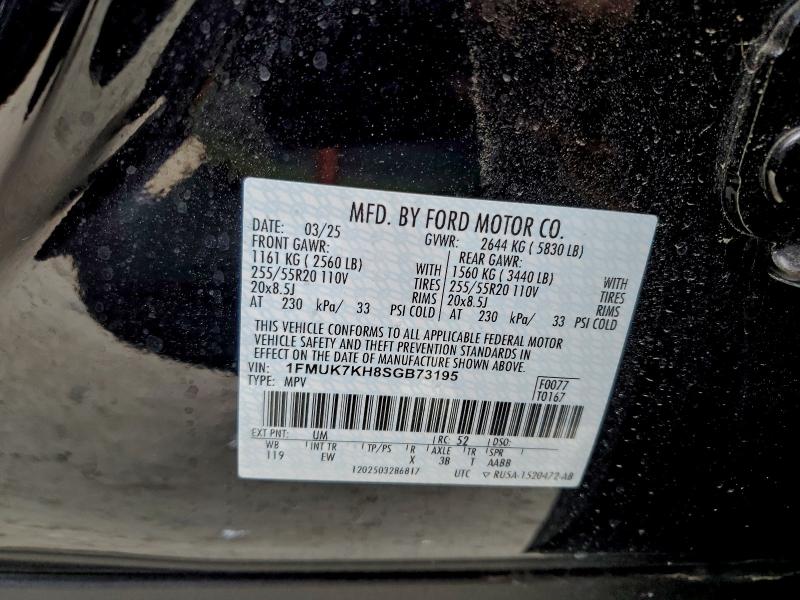 MFD. BY FORD MOTOR CO.
DATE: 03/25 GVWR: 2644 KG ( 5830 LB)
FRONT GAWR: REAR GAWR:
1161 KG ( 2560 LB) WITH 1560 KG ( 3440 LB) WITH
255/55R20 110V TIRES 255/55R20 110V TIRES
20x8.5J RIMS 20x8.5J RIMS
AT 230 kPa/ 33 PSI COLD AT 230 kPa/ 33 PSI COLD
THIS VEHICLE CONFORMS TO ALL APPLICABLE FEDERAL MOTOR
VEHICLE SAFETY AND THEFT PREVENTION STANDARDS IN
EFFECT ON THE DATE OF MANUFACTURE SHOWN ABOVE.
VIN: 1FMUK7KH8SGB73195
TYPE: MPV F0077
T0167
EXT PNT: UM RC: 52 DSO:
WB INT TR TP/PS R AXLE TR SPR
119 EW X 3B T AABB
1202503286817 UTC ▽ RUSA-1520472-AB